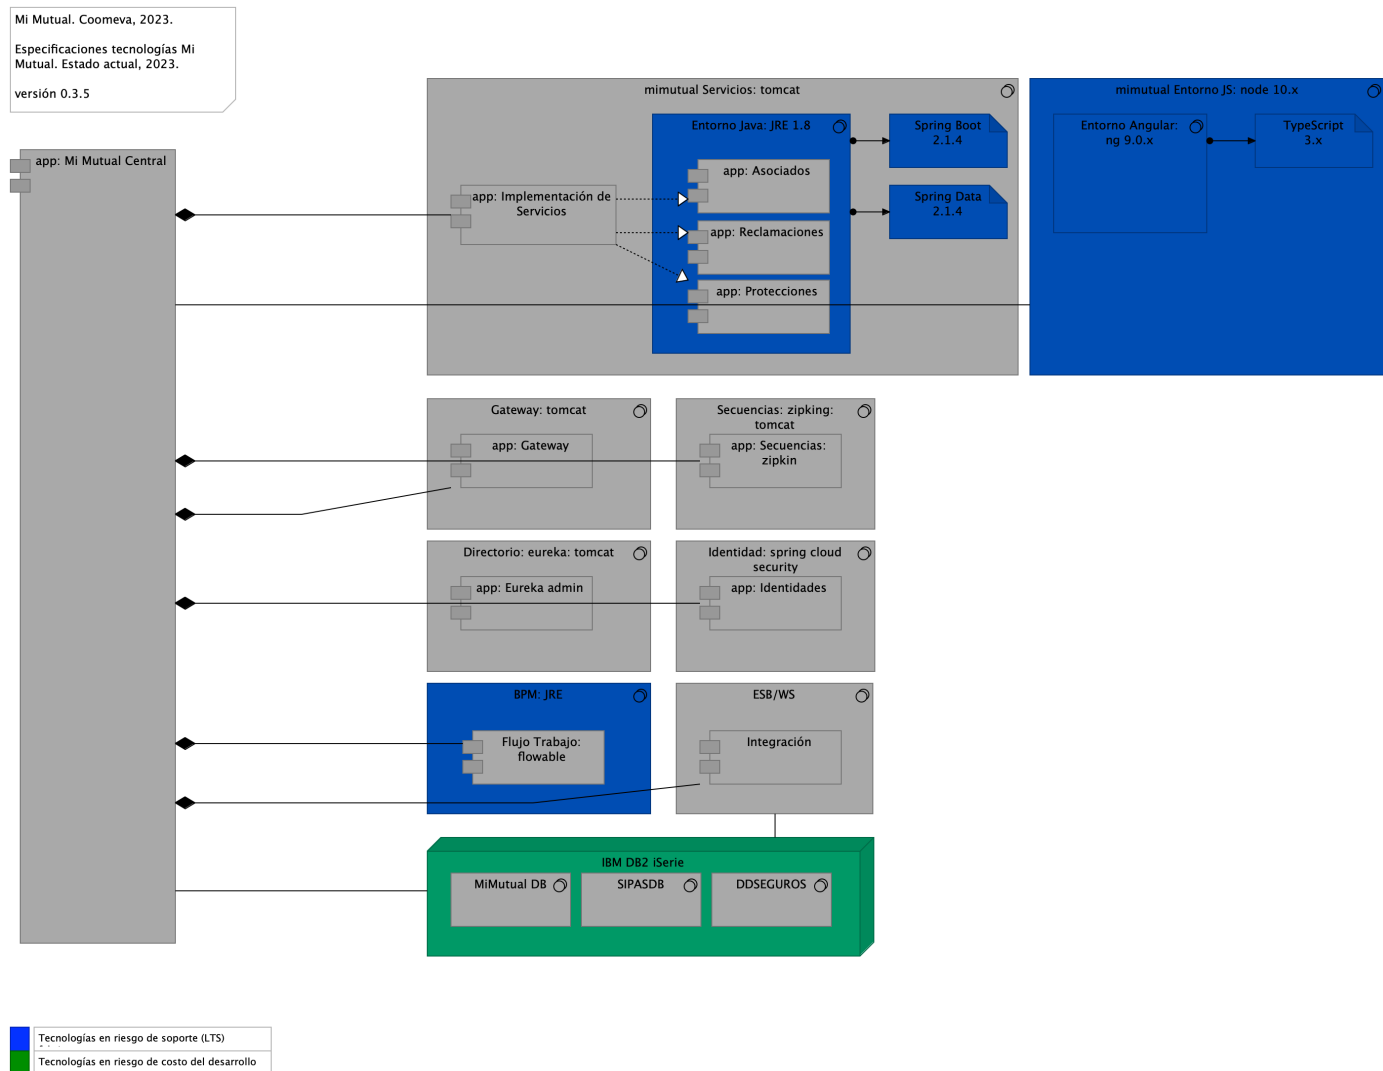 Mi Mutual. Coomeva, 2023.
Especificaciones tecnologías Mi
Mutual. Estado actual, 2023.
versión 0.3.5
mimutual Servicios: tomcat
mimutual Entorno JS: node 10.x
Entorno Java: JRE 1.8
Spring Boot
2.1.4
Entorno Angular:
ng 9.0.x
TypeScript
3.x
app: Mi Mutual Central
app: Asociados
app: Implementación de
Servicios
Spring Data
2.1.4
app: Reclamaciones
app: Protecciones
Gateway: tomcat
Secuencias: zipking:
tomcat
app: Gateway
app: Secuencias:
zipkin
Directorio: eureka: tomcat
Identidad: spring cloud
security
app: Eureka admin
app: Identidades
BPM: JRE
ESB/WS
Flujo Trabajo:
flowable
Integración
IBM DB2 iSerie
MiMutual DB
SIPASDB
DDSEGUROS
Tecnologías en riesgo de soporte (LTS)
Tecnologías en riesgo de costo del desarrollo